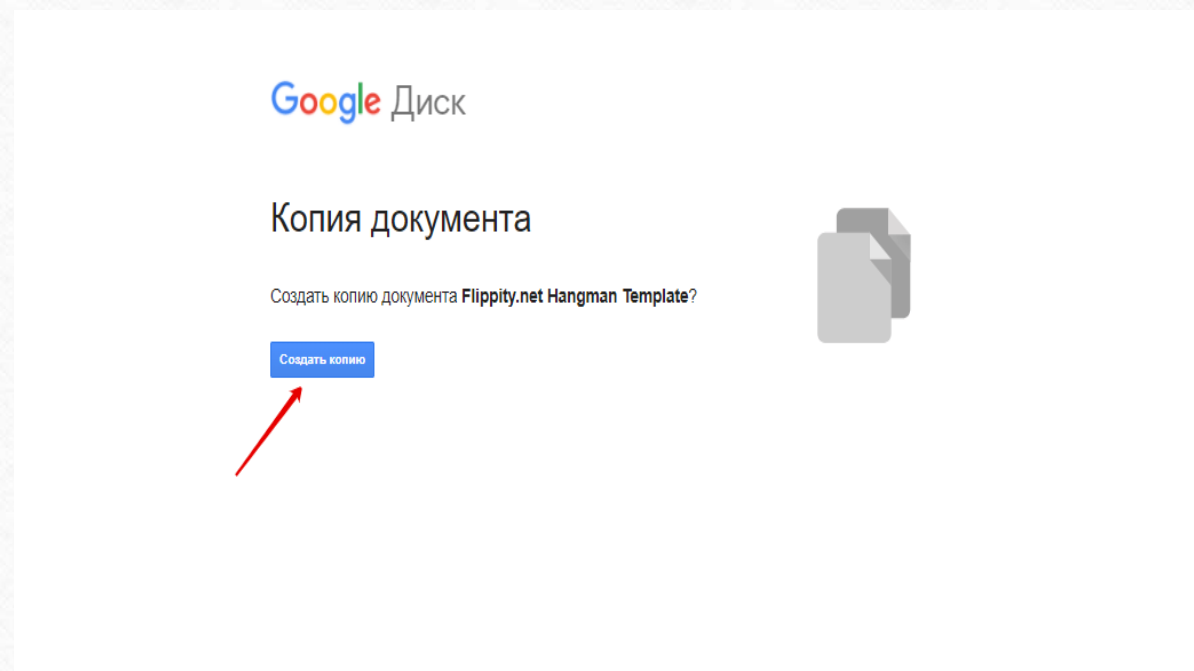 Google Диск
Копия документа
Создать копию документа Flippity.net Hangman Template?
Создать копию